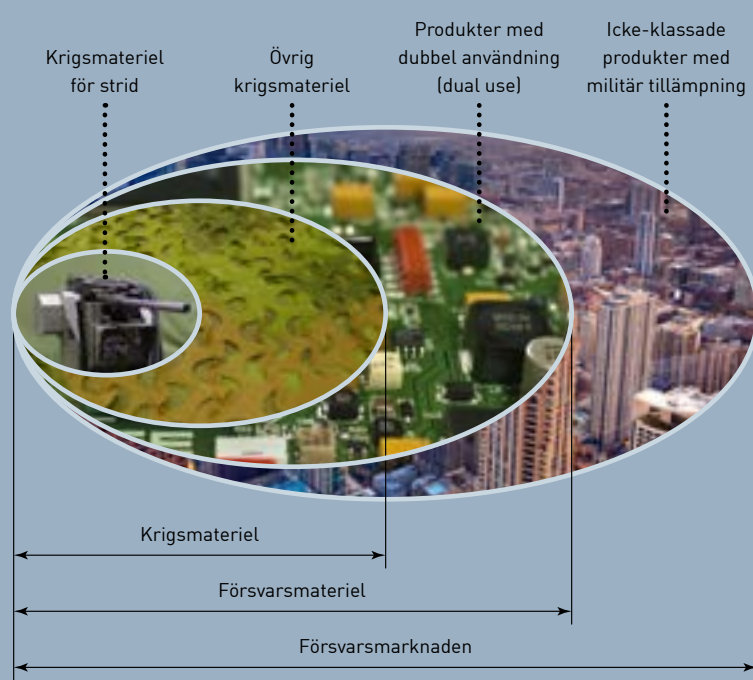 Krigsmateriel
för strid
Övrig
krigsmateriel
Produkter med
dubbel användning
(dual use)
Icke-klassade
produkter med
militär tillämpning
Krigsmateriel
Försvarsmateriel
Försvarsmarknaden